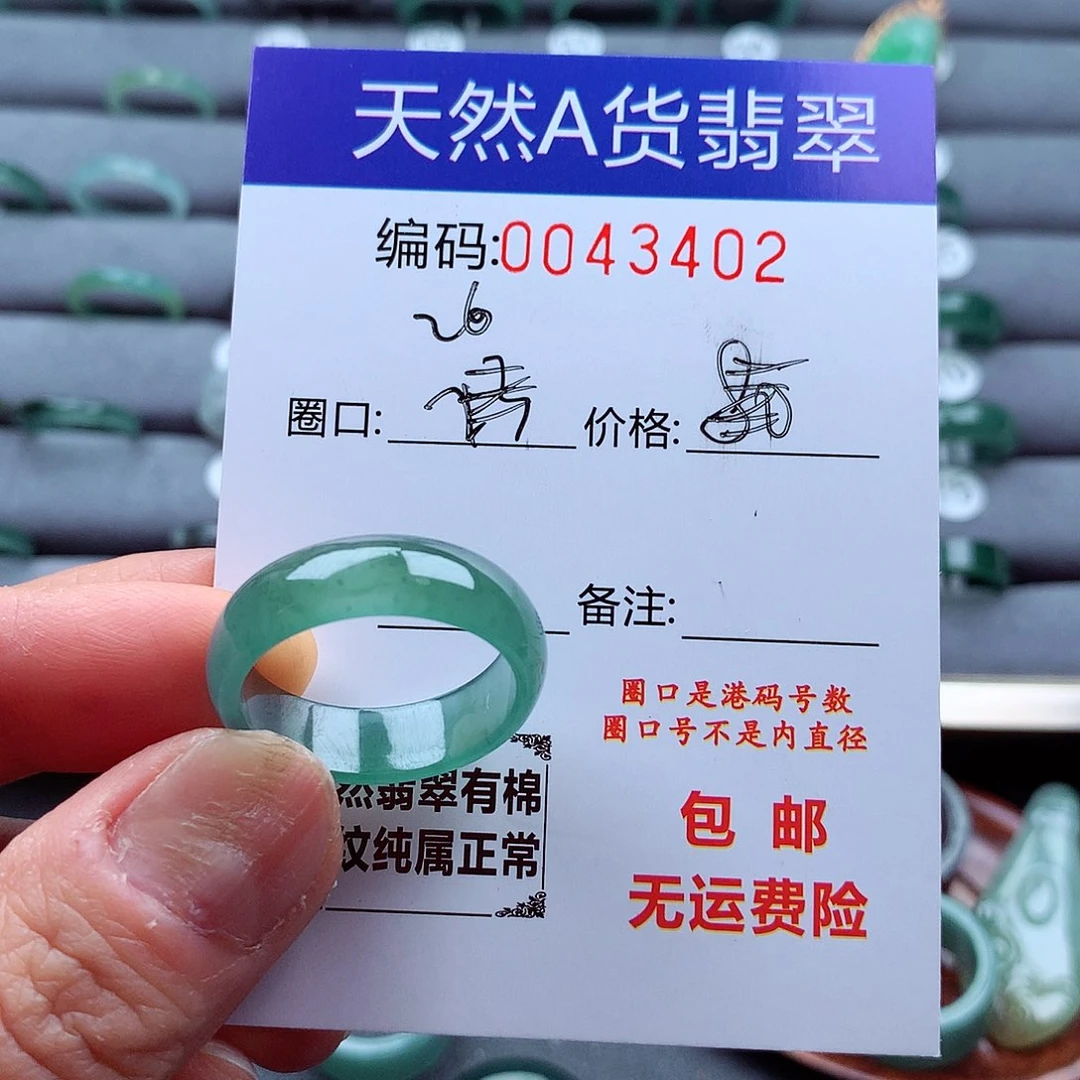 天然A货翡翠
编码:0043402
26
圈口: 价格:
备注:
圈口是港码号数
圈口号不是内直径
然翡翠有棉
纹纯属正常
包 邮
无运费险